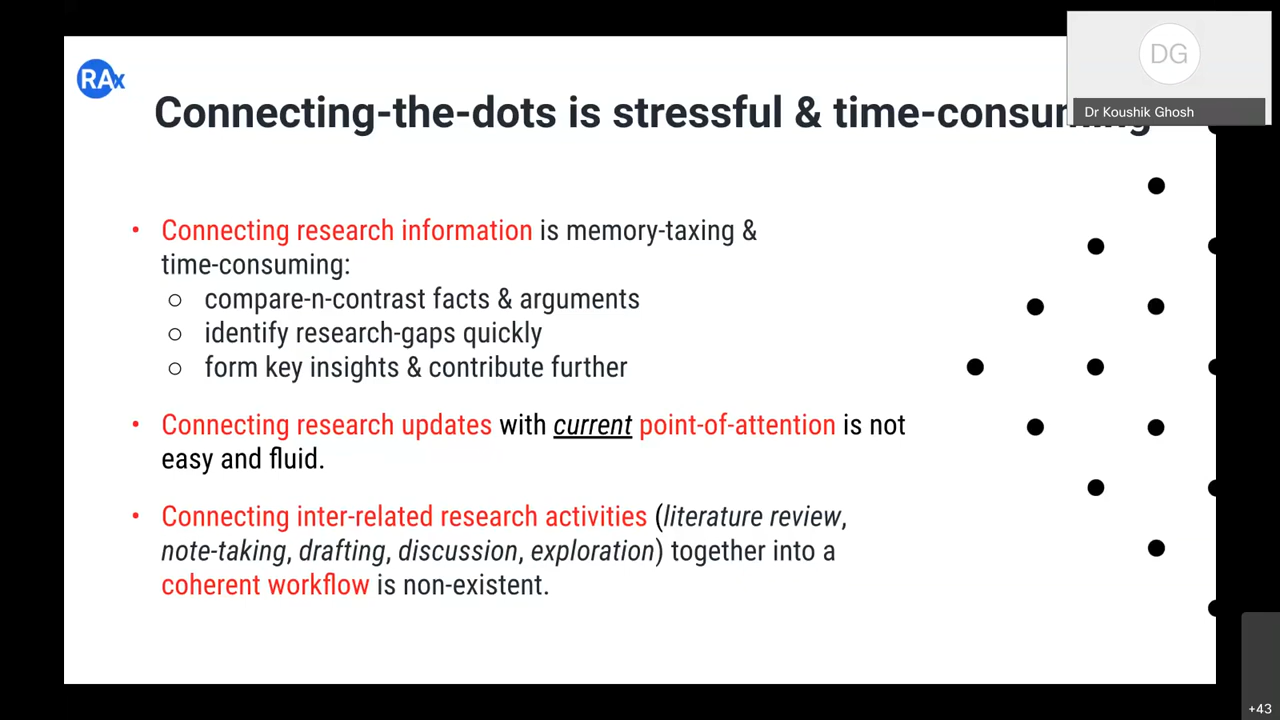 RAx
DG
Dr Koushik Ghosh
Connecting-the-dots is stressful & time-consuming
• Connecting research information is memory-taxing &
time-consuming:
○ compare-n-contrast facts & arguments
○ identify research-gaps quickly
○ form key insights & contribute further
• Connecting research updates with current point-of-attention is not
easy and fluid.
• Connecting inter-related research activities (literature review,
note-taking, drafting, discussion, exploration) together into a
coherent workflow is non-existent.
+43